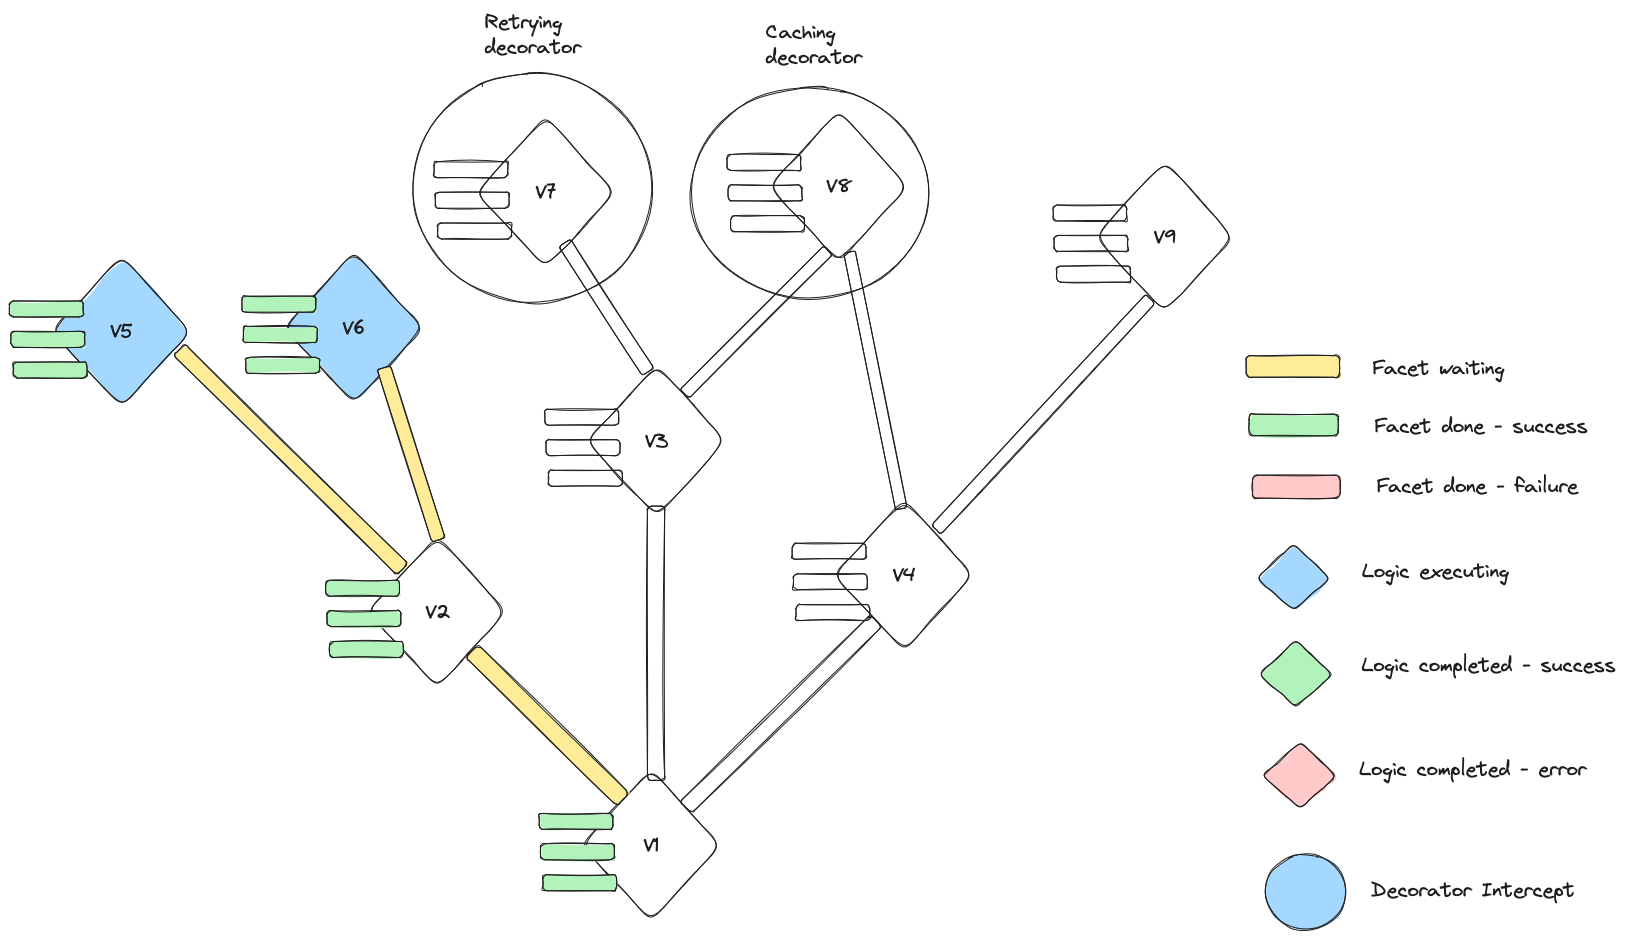 Retrying
decorator
Caching
decorator
V7
V8
V9
V5
V6
V3
V4
V2
V1
Facet waiting
Facet done - success
Facet done - failure
Logic executing
Logic completed - success
Logic completed - error
Decorator Intercept